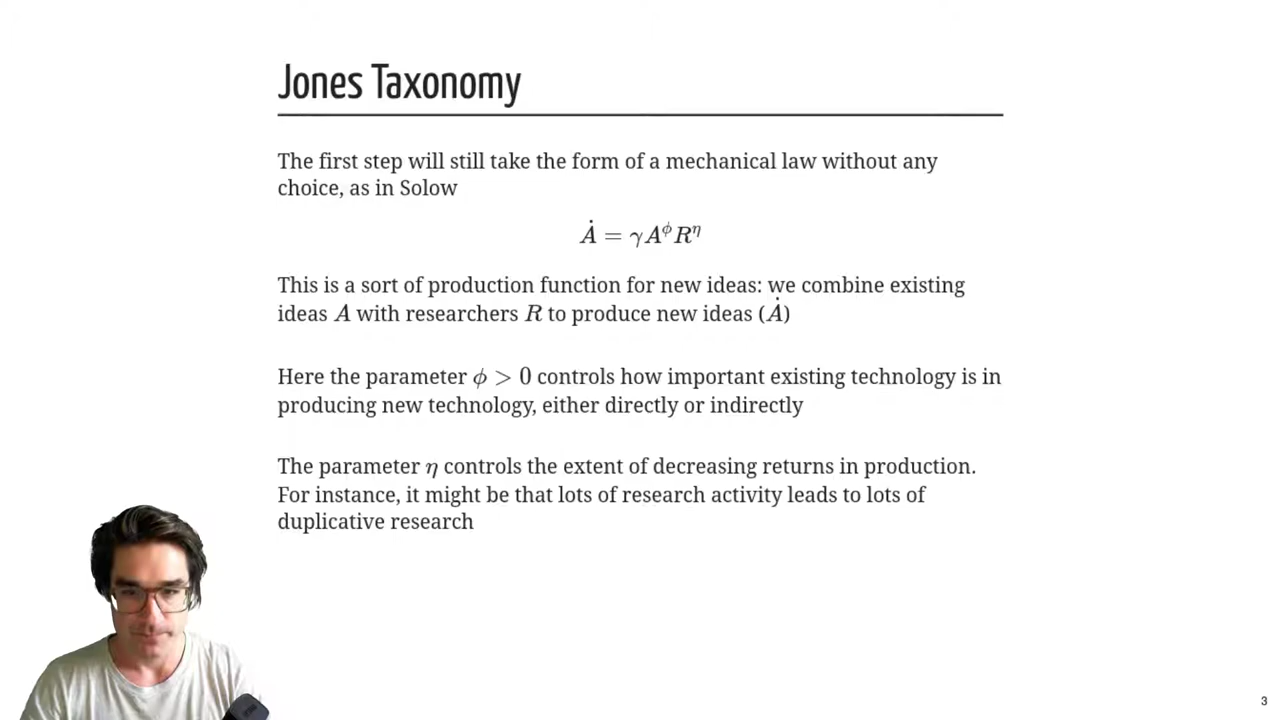 Jones Taxonomy
The first step will still take the form of a mechanical law without any
choice, as in Solow
Ȧ = γA^ϕR^η
This is a sort of production function for new ideas: we combine existing
ideas A with researchers R to produce new ideas (Ȧ)
Here the parameter ϕ > 0 controls how important existing technology is in
producing new technology, either directly or indirectly
The parameter η controls the extent of decreasing returns in production.
For instance, it might be that lots of research activity leads to lots of
duplicative research
3